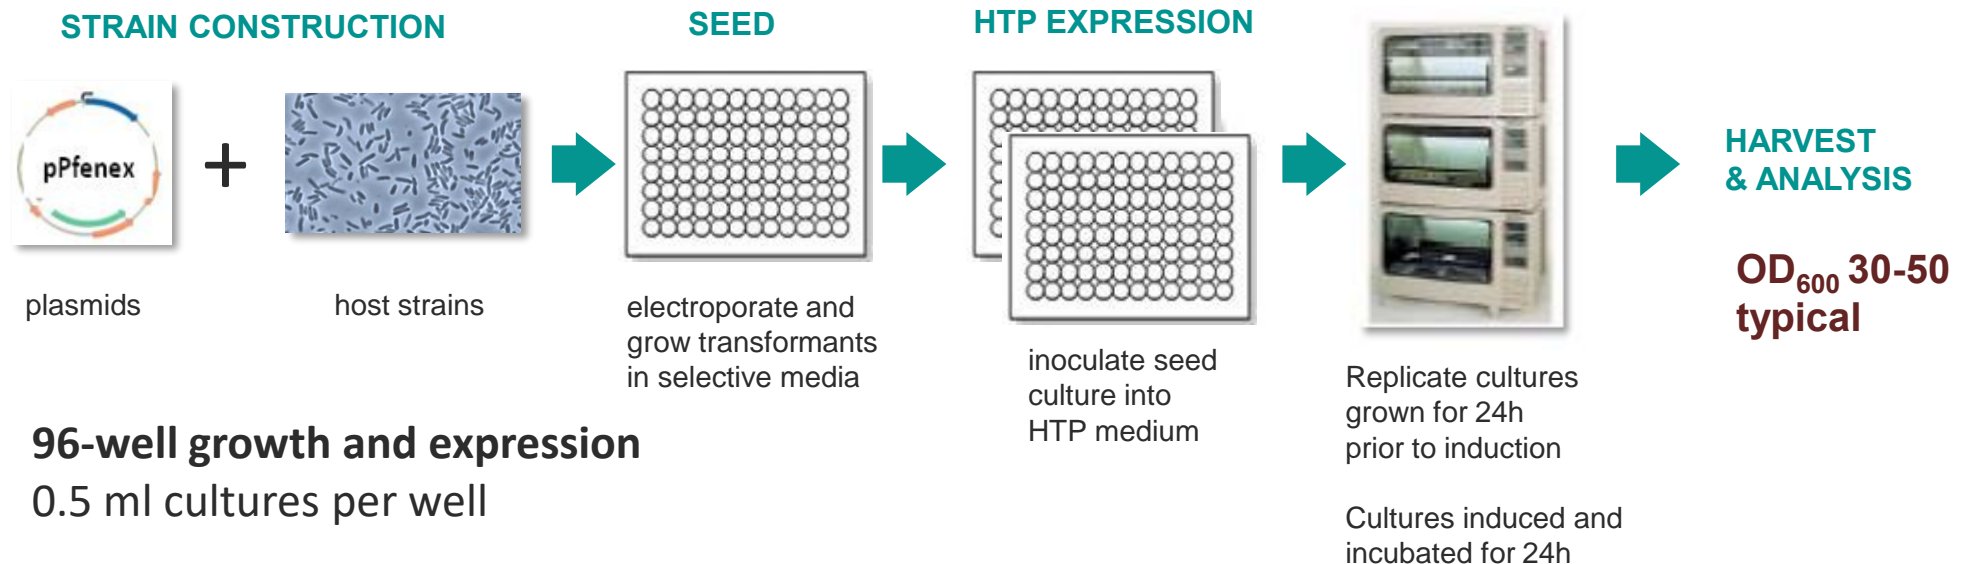 STRAIN CONSTRUCTION
SEED
HTP EXPRESSION
pPfenex
+
plasmids
host strains
electroporate and
grow transformants
in selective media
inoculate seed
culture into
HTP medium
Replicate cultures
grown for 24h
prior to induction
Cultures induced and
incubated for 24h
HARVEST
& ANALYSIS
OD600 30-50
typical
96-well growth and expression
0.5 ml cultures per well